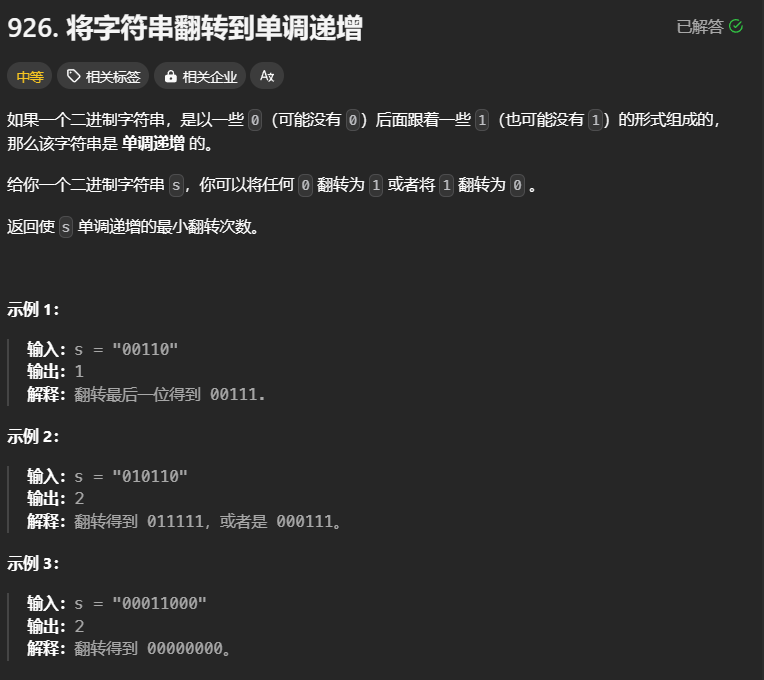 926. 将字符串翻转到单调递增
已解答
中等 相关标签 相关企业
如果一个二进制字符串，是以一些 0（可能没有 0）后面跟着一些 1（也可能没有 1）的形式组成的，
那么该字符串是 单调递增 的。
给你一个二进制字符串 s，你可以将任何 0 翻转为 1 或者将 1 翻转为 0 。
返回使 s 单调递增的最小翻转次数。
示例 1：
输入：s = "00110"
输出：1
解释：翻转最后一位得到 00111.
示例 2：
输入：s = "010110"
输出：2
解释：翻转得到 011111，或者是 000111。
示例 3：
输入：s = "00011000"
输出：2
解释：翻转得到 00000000。